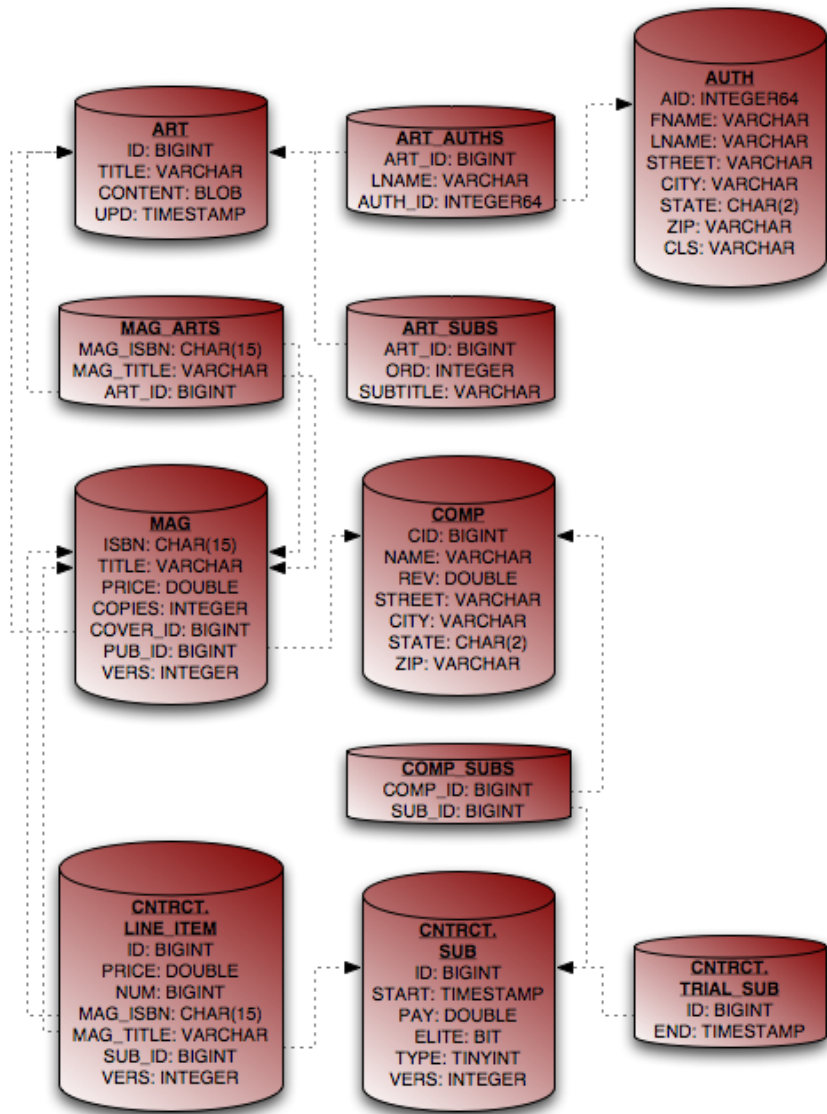 ART
ID: BIGINT
TITLE: VARCHAR
CONTENT: BLOB
UPD: TIMESTAMP
ART_AUTHS
ART_ID: BIGINT
LNAME: VARCHAR
AUTH_ID: INTEGER64
AUTH
AID: INTEGER64
FNAME: VARCHAR
LNAME: VARCHAR
STREET: VARCHAR
CITY: VARCHAR
STATE: CHAR(2)
ZIP: VARCHAR
CLS: VARCHAR
MAG_ARTS
MAG_ISBN: CHAR(15)
MAG_TITLE: VARCHAR
ART_ID: BIGINT
ART_SUBS
ART_ID: BIGINT
ORD: INTEGER
SUBTITLE: VARCHAR
MAG
ISBN: CHAR(15)
TITLE: VARCHAR
PRICE: DOUBLE
COPIES: INTEGER
COVER_ID: BIGINT
PUB_ID: BIGINT
VERS: INTEGER
COMP
CID: BIGINT
NAME: VARCHAR
REV: DOUBLE
STREET: VARCHAR
CITY: VARCHAR
STATE: CHAR(2)
ZIP: VARCHAR
COMP_SUBS
COMP_ID: BIGINT
SUB_ID: BIGINT
CNTRCT.
LINE_ITEM
ID: BIGINT
PRICE: DOUBLE
NUM: BIGINT
MAG_ISBN: CHAR(15)
MAG_TITLE: VARCHAR
SUB_ID: BIGINT
VERS: INTEGER
CNTRCT.
SUB
ID: BIGINT
START: TIMESTAMP
PAY: DOUBLE
ELITE: BIT
TYPE: TINYINT
VERS: INTEGER
CNTRCT.
TRIAL_SUB
ID: BIGINT
END: TIMESTAMP